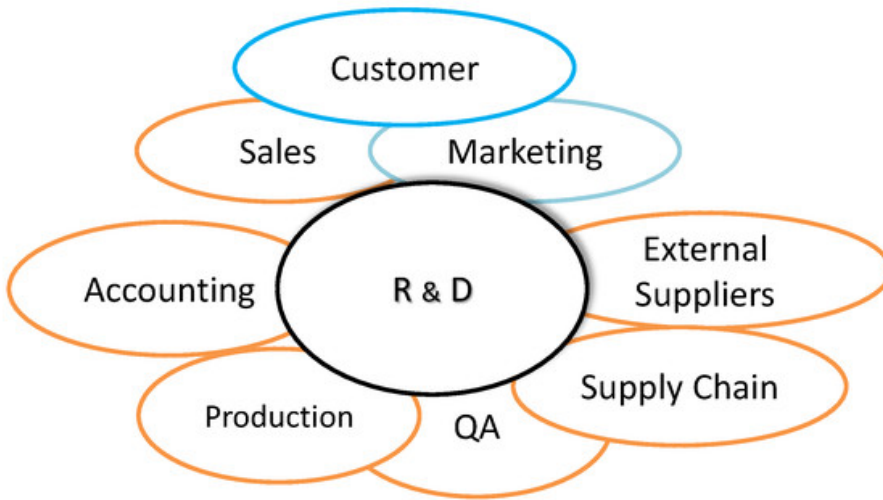 Customer
Sales
Marketing
External
Suppliers
Accounting
R & D
Supply Chain
Production
QA